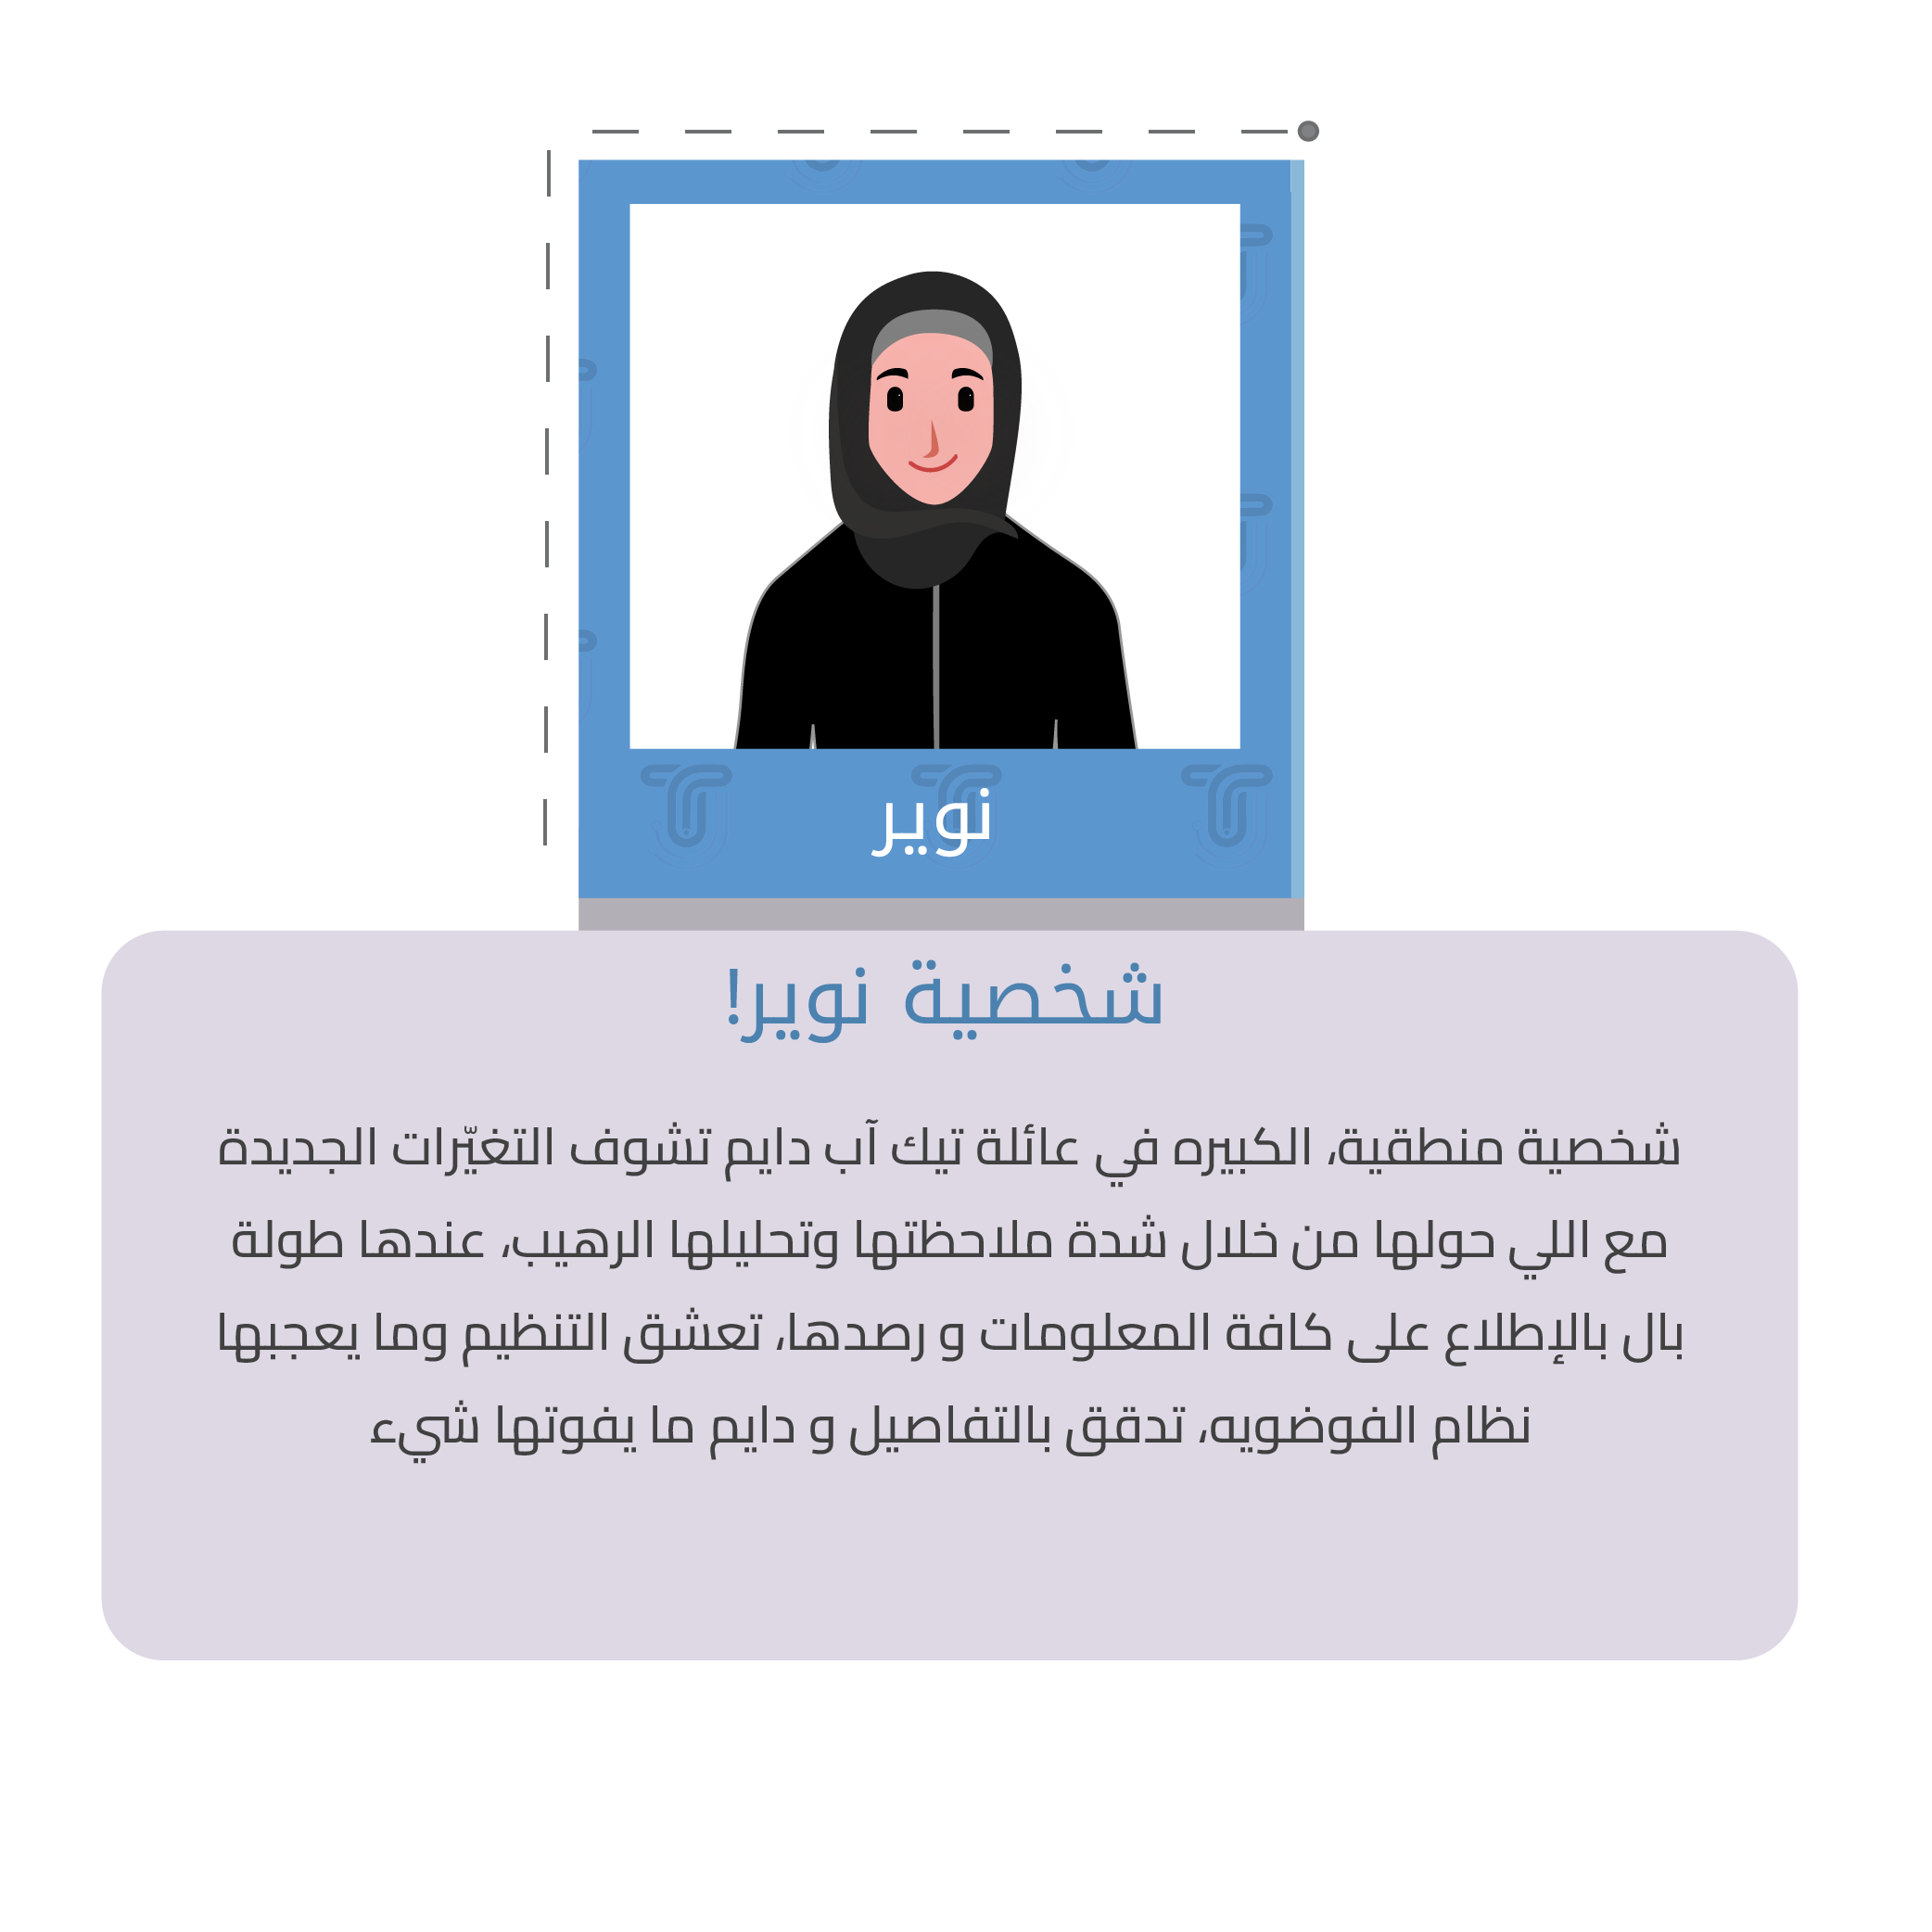 نوير
شخصية نوير!
شخصية منطقية، الكبيره في عائلة تيك آب دايم تشوف التغيّرات الجديدة
مع اللي حولها من خلال شدة ملاحظتها وتحليلها الرهيب، عندها طولة
بال بالإطلاع على كافة المعلومات و رصدها، تعشق التنظيم وما يعجبها
نظام الفوضويه، تدقق بالتفاصيل و دايم ما يفوتها شيء